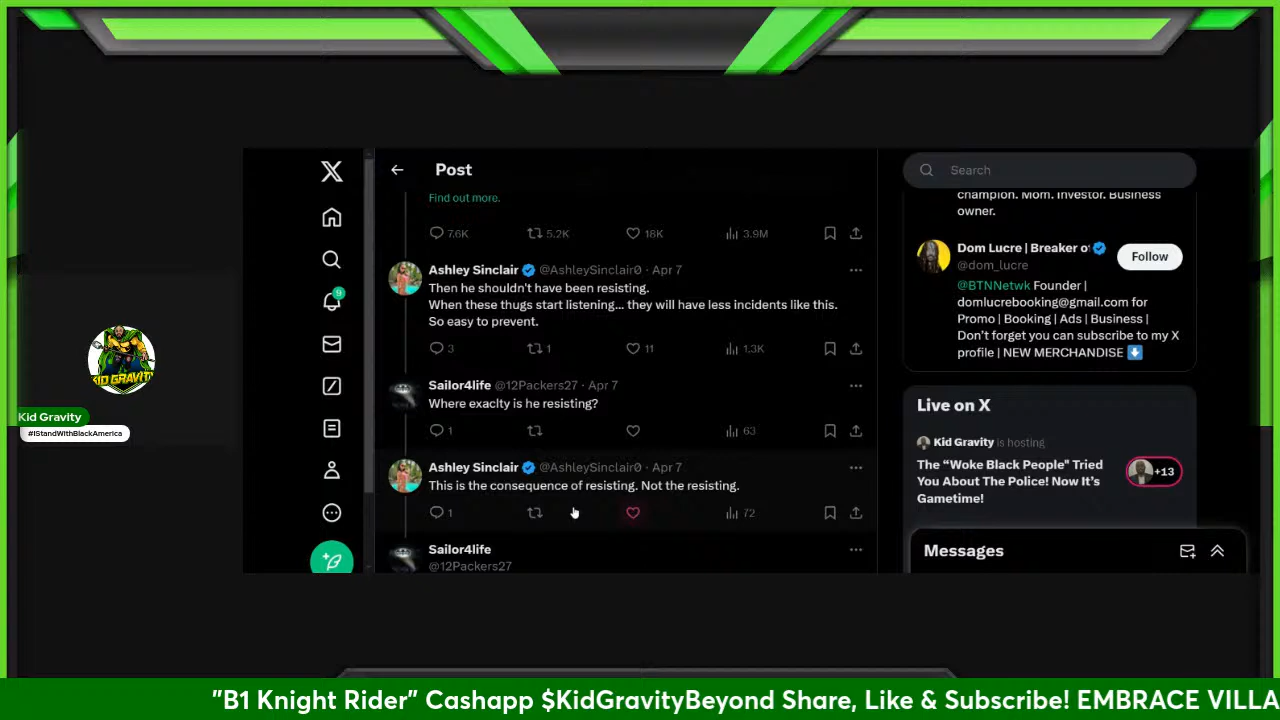 Post
Find out more.
7.6K 5.2K 18K 3.9M
Ashley Sinclair @AshleySinclair0 · Apr 7
Then he shouldn't have been resisting.
When these thugs start listening... they will have less incidents like this.
So easy to prevent.
3 1 11 1.3K
Sailor4life @12Packers27 · Apr 7
Where exaclty is he resisting?
1 63
Ashley Sinclair @AshleySinclair0 · Apr 7
This is the consequence of resisting. Not the resisting.
1 72
Sailor4life
@12Packers27
9
Search
champion. Mom. Investor. Business
owner.
Dom Lucre | Breaker o
@dom_lucre
Follow
@BTNNetwk Founder |
domlucrebooking@gmail.com for
Promo | Booking | Ads | Business |
Don't forget you can subscribe to my X
profile | NEW MERCHANDISE
Live on X
Kid Gravity is hosting
The "Woke Black People" Tried
You About The Police! Now It's
Gametime!
+13
Messages
KID GRAVITY
Kid Gravity
#IStandWithBlackAmerica
"B1 Knight Rider" Cashapp $KidGravityBeyond Share, Like & Subscribe! EMBRACE VILLA